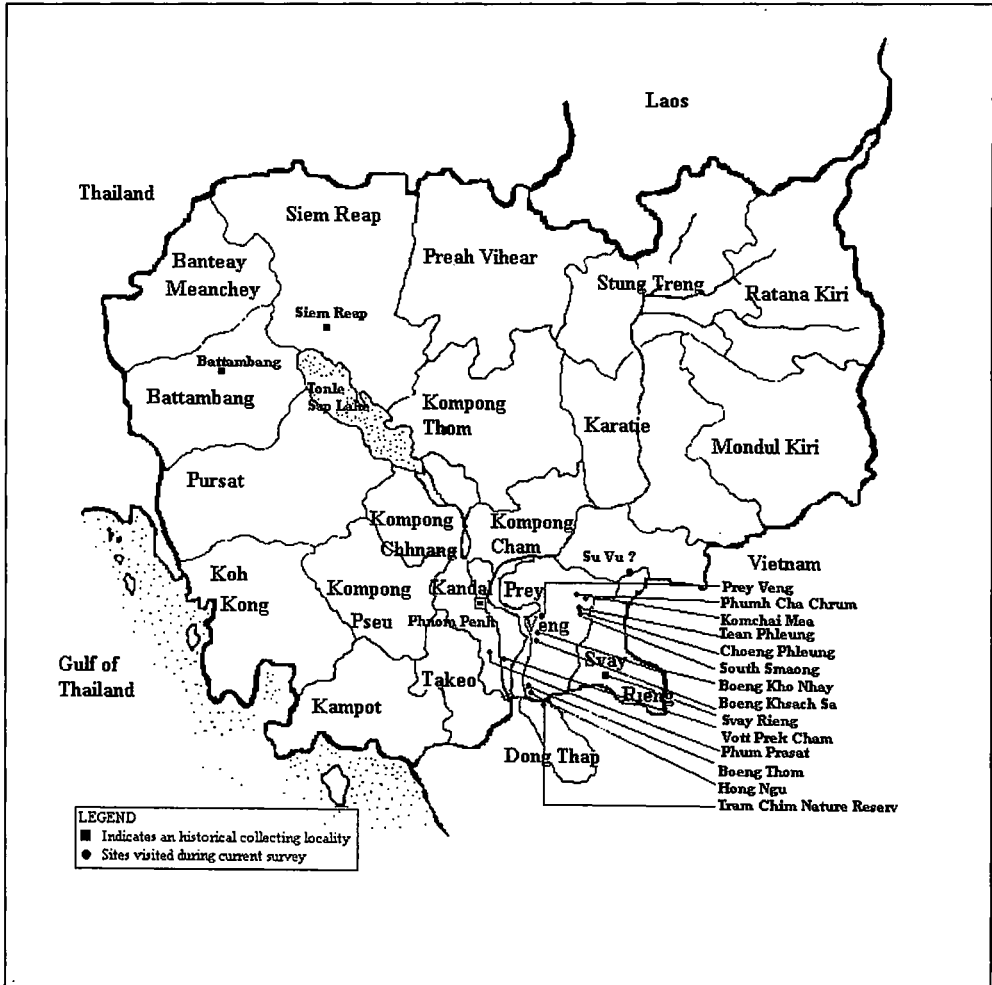 Laos
Thailand
Siem Reap
Preah Vihear
Banteay
Meanchey
Stung Treng
Ratana Kiri
Siem Reap
Battambang
Battambang
Tonle
Sap Lake
Kompong
Thom
Karatie
Mondul Kiri
Pursat
Kompong
Chhnang
Kompong
Cham
Su Vu ?
Vietnam
Koh
Kong
Kompong
Pseu
Kandal
Phnom Penh
Prey
Veng
Svay
Rieng
Takeo
Kampot
Gulf of
Thailand
Dong Thap
Prey Veng
Phumh Cha Chrum
Komchai Mea
Tean Phleung
Choeng Phleung
South Smaong
Boeng Kho Nhay
Boeng Khsach Sa
Svay Rieng
Vott Prek Cham
Phum Prasat
Boeng Thom
Hong Ngu
Tram Chim Nature Reserv
LEGEND
Indicates an historical collecting locality
Sites visited during current survey